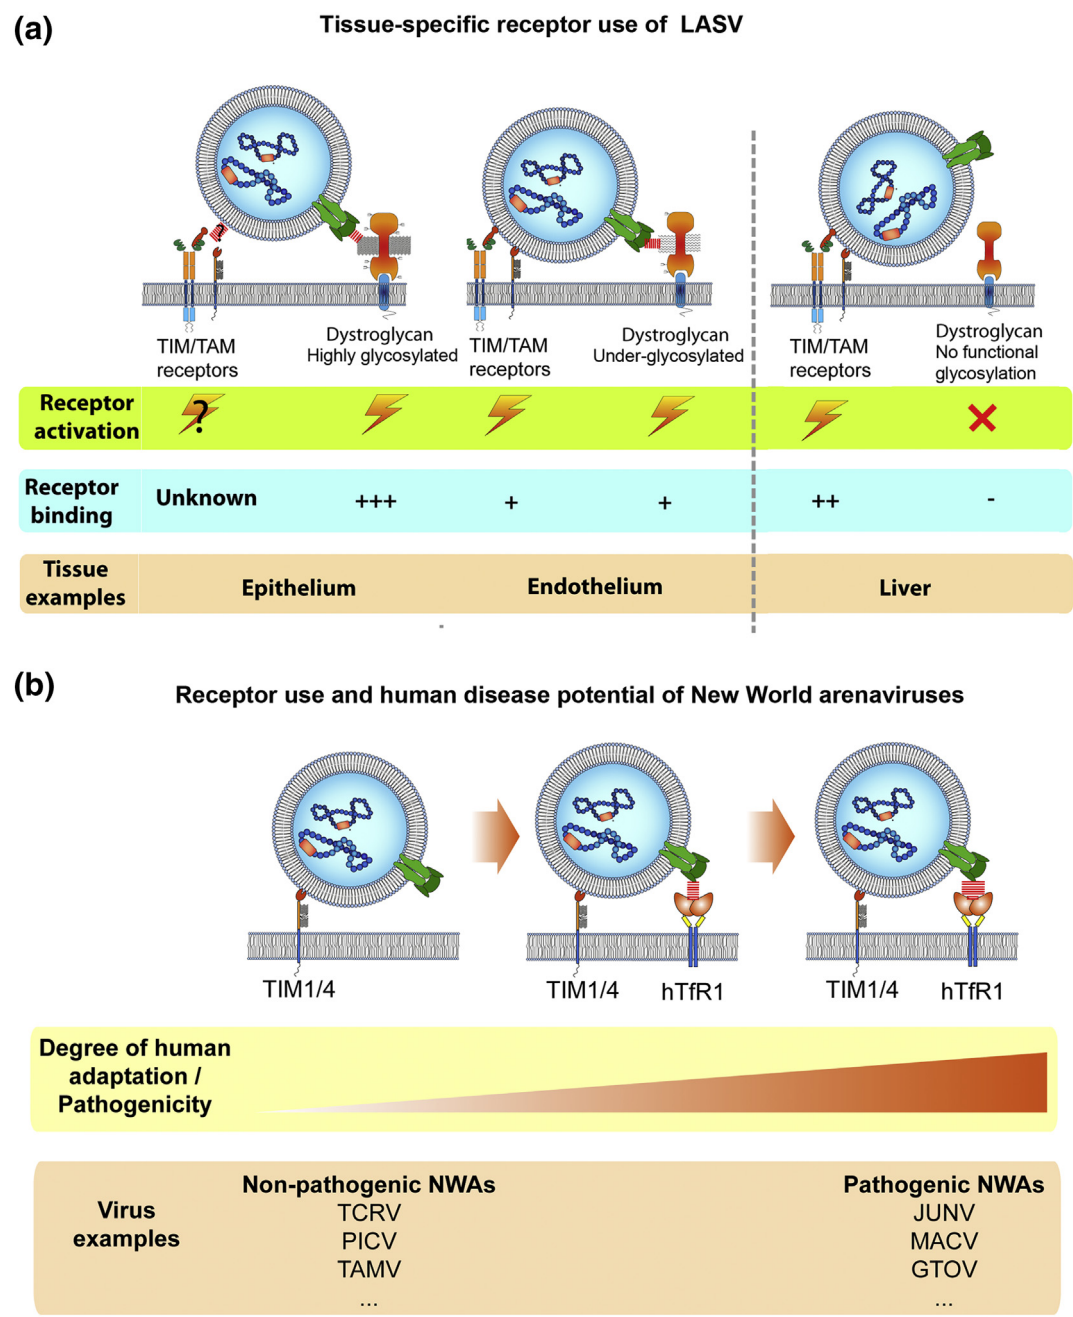 (a)
Tissue-specific receptor use of LASV
?
TIM/TAM
receptors
Dystroglycan
Highly glycosylated
TIM/TAM
receptors
Dystroglycan
Under-glycosylated
TIM/TAM
receptors
Dystroglycan
No functional
glycosylation
Receptor
activation
?
Receptor
binding
Unknown
+++
+
+
++
-
Tissue
examples
Epithelium
Endothelium
Liver
(b)
Receptor use and human disease potential of New World arenaviruses
TIM1/4
TIM1/4
hTfR1
TIM1/4
hTfR1
Degree of human
adaptation /
Pathogenicity
Virus
examples
Non-pathogenic NWAs
TCRV
PICV
TAMV
...
Pathogenic NWAs
JUNV
MACV
GTOV
...